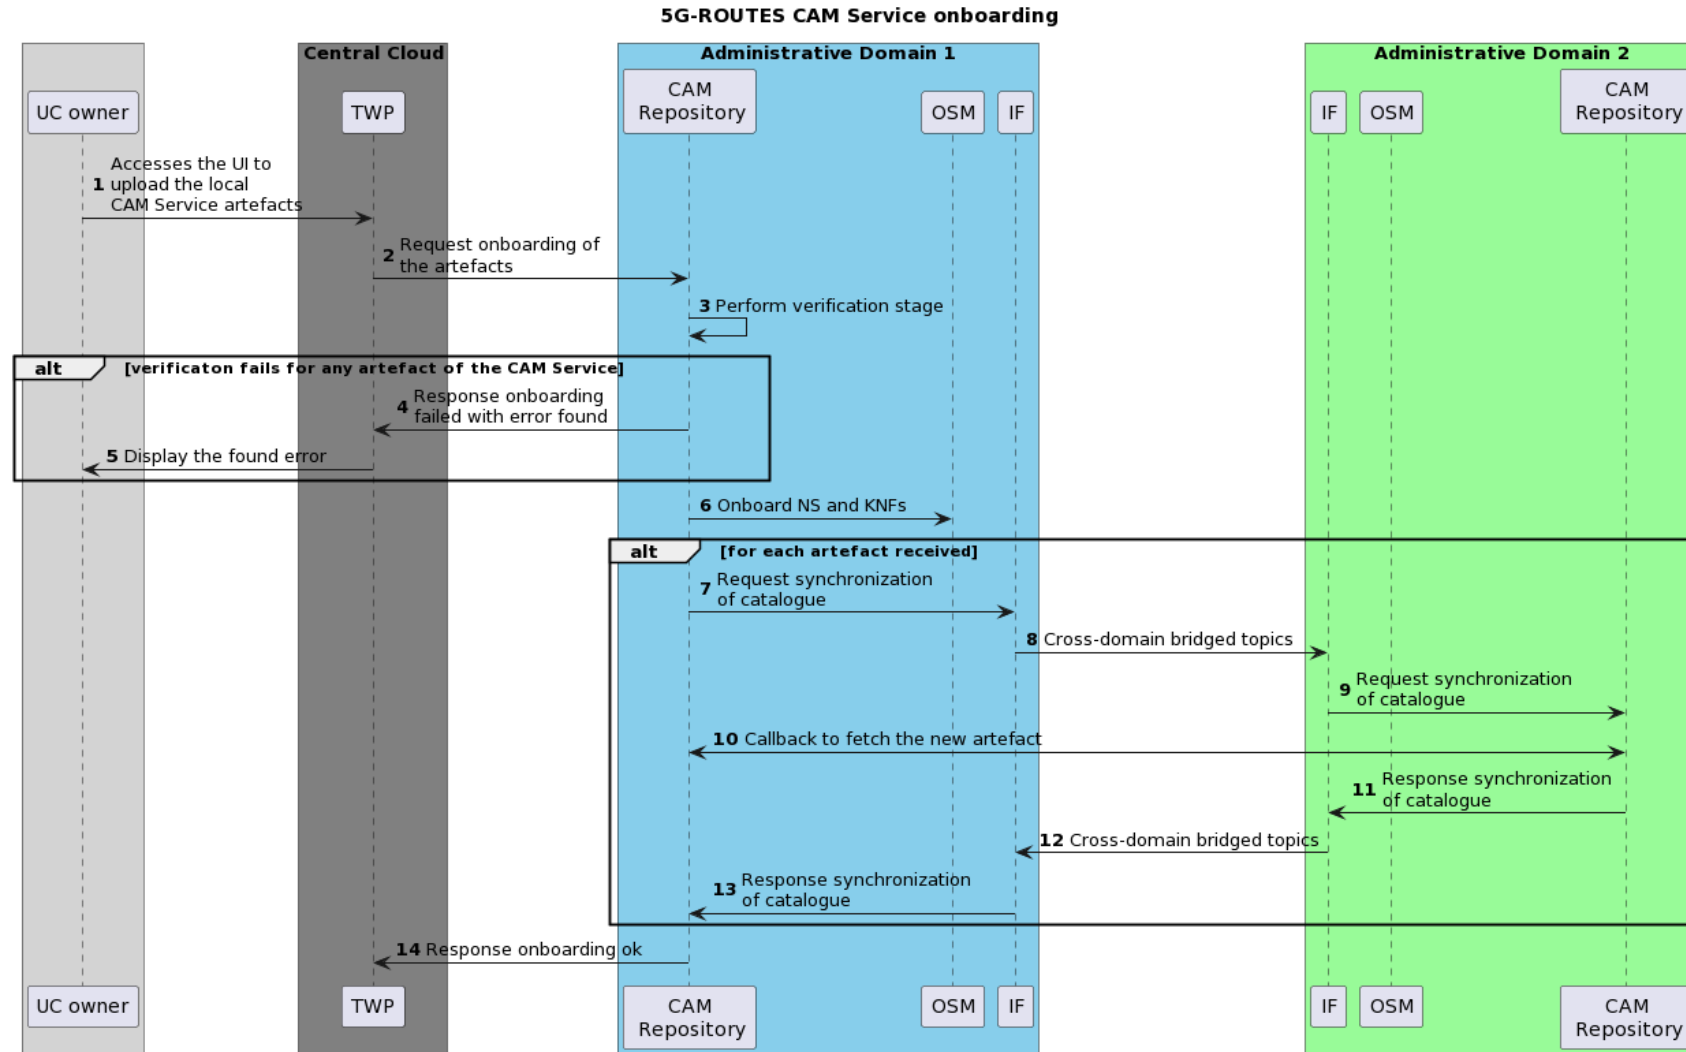 5G-ROUTES CAM Service onboarding
Central Cloud
Administrative Domain 1
Administrative Domain 2
UC owner
TWP
CAM
Repository
OSM
IF
IF
OSM
CAM
Repository
Accesses the UI to
1 upload the local
CAM Service artefacts
2 Request onboarding of
the artefacts
3 Perform verification stage
alt [verificaton fails for any artefact of the CAM Service]
4 Response onboarding
failed with error found
5 Display the found error
6 Onboard NS and KNFs
alt [for each artefact received]
7 Request synchronization
of catalogue
8 Cross-domain bridged topics
9 Request synchronization
of catalogue
10 Callback to fetch the new artefact
11 Response synchronization
of catalogue
12 Cross-domain bridged topics
13 Response synchronization
of catalogue
14 Response onboarding ok
UC owner
TWP
CAM
Repository
OSM
IF
IF
OSM
CAM
Repository